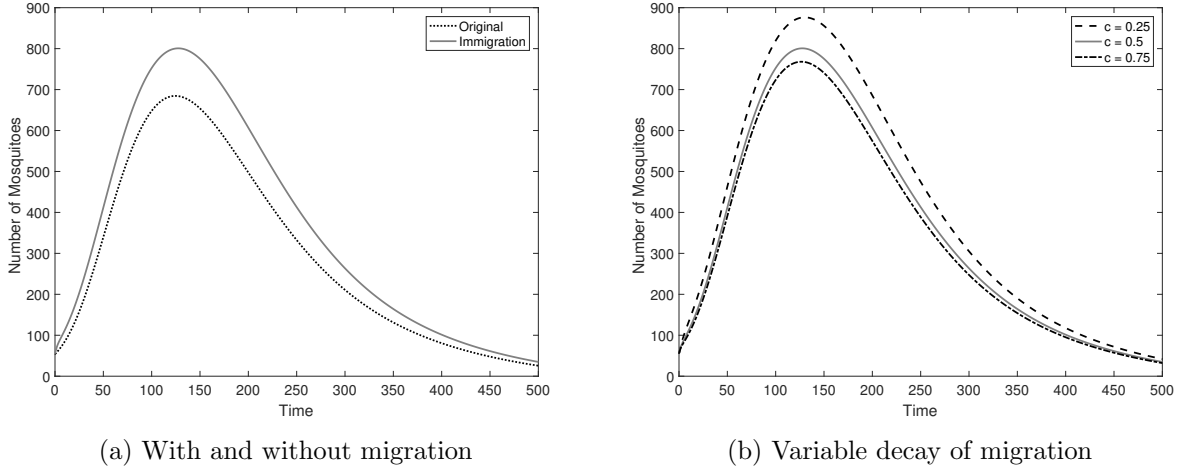 900
800
700
600
500
400
300
200
100
0
Number of Mosquitoes
0 50 100 150 200 250 300 350 400 450 500
Time
Original
Immigration
(a) With and without migration
900
800
700
600
500
400
300
200
100
0
Number of Mosquitoes
0 50 100 150 200 250 300 350 400 450 500
Time
c = 0.25
c = 0.5
c = 0.75
(b) Variable decay of migration